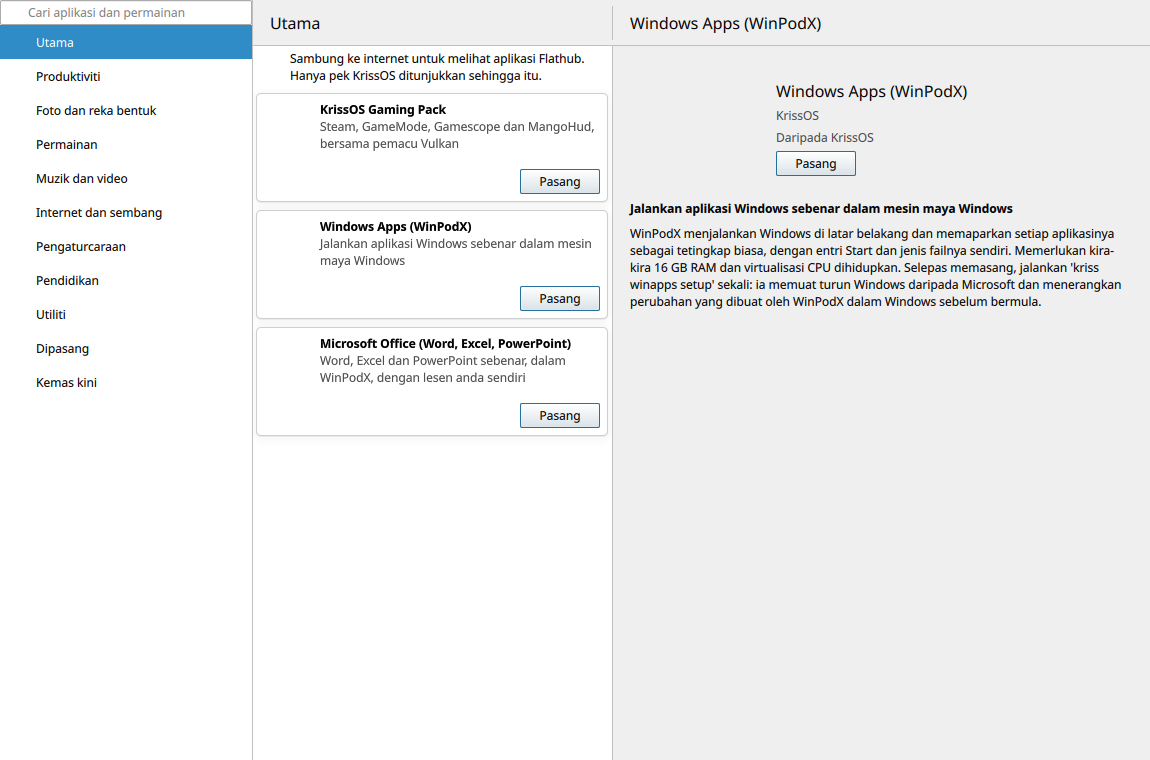 Cari aplikasi dan permainan
Utama
Produktiviti
Foto dan reka bentuk
Permainan
Muzik dan video
Internet dan sembang
Pengaturcaraan
Pendidikan
Utiliti
Dipasang
Kemas kini
Utama
Sambung ke internet untuk melihat aplikasi Flathub.
Hanya pek KrissOS ditunjukkan sehingga itu.
KrissOS Gaming Pack
Steam, GameMode, Gamescope dan MangoHud,
bersama pemacu Vulkan
Pasang
Windows Apps (WinPodX)
Jalankan aplikasi Windows sebenar dalam mesin
maya Windows
Pasang
Microsoft Office (Word, Excel, PowerPoint)
Word, Excel dan PowerPoint sebenar, dalam
WinPodX, dengan lesen anda sendiri
Pasang
Windows Apps (WinPodX)
Windows Apps (WinPodX)
KrissOS
Daripada KrissOS
Pasang
Jalankan aplikasi Windows sebenar dalam mesin maya Windows
WinPodX menjalankan Windows di latar belakang dan memaparkan setiap aplikasinya
sebagai tetingkap biasa, dengan entri Start dan jenis failnya sendiri. Memerlukan kira-
kira 16 GB RAM dan virtualisasi CPU dihidupkan. Selepas memasang, jalankan 'kriss
winapps setup' sekali: ia memuat turun Windows daripada Microsoft dan menerangkan
perubahan yang dibuat oleh WinPodX dalam Windows sebelum bermula.